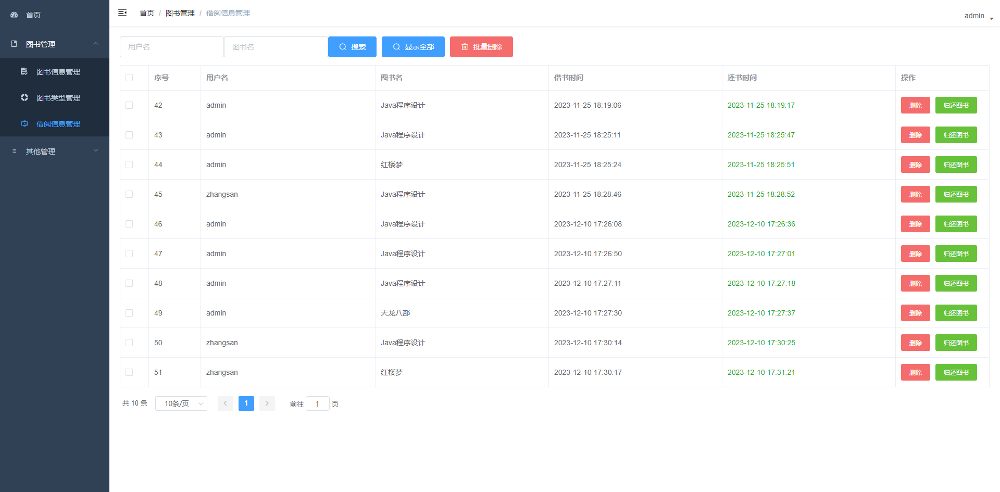 首页
图书管理
图书信息管理
图书类型管理
借阅信息管理
其他管理
首页 / 图书管理 / 借阅信息管理
admin
用户名 图书名 搜索 显示全部 批量删除
序号 用户名 图书名 借书时间 还书时间 操作
42 admin Java程序设计 2023-11-25 18:19:06 2023-11-25 18:19:17 删除 归还图书
43 admin Java程序设计 2023-11-25 18:25:11 2023-11-25 18:25:47 删除 归还图书
44 admin 红楼梦 2023-11-25 18:25:24 2023-11-25 18:25:51 删除 归还图书
45 zhangsan Java程序设计 2023-11-25 18:28:46 2023-11-25 18:28:52 删除 归还图书
46 admin Java程序设计 2023-12-10 17:26:08 2023-12-10 17:26:36 删除 归还图书
47 admin Java程序设计 2023-12-10 17:26:50 2023-12-10 17:27:01 删除 归还图书
48 admin Java程序设计 2023-12-10 17:27:11 2023-12-10 17:27:18 删除 归还图书
49 admin 天龙八部 2023-12-10 17:27:30 2023-12-10 17:27:37 删除 归还图书
50 zhangsan Java程序设计 2023-12-10 17:30:14 2023-12-10 17:30:25 删除 归还图书
51 zhangsan 红楼梦 2023-12-10 17:30:17 2023-12-10 17:31:21 删除 归还图书
共 10 条 10条/页 1 前往 1 页